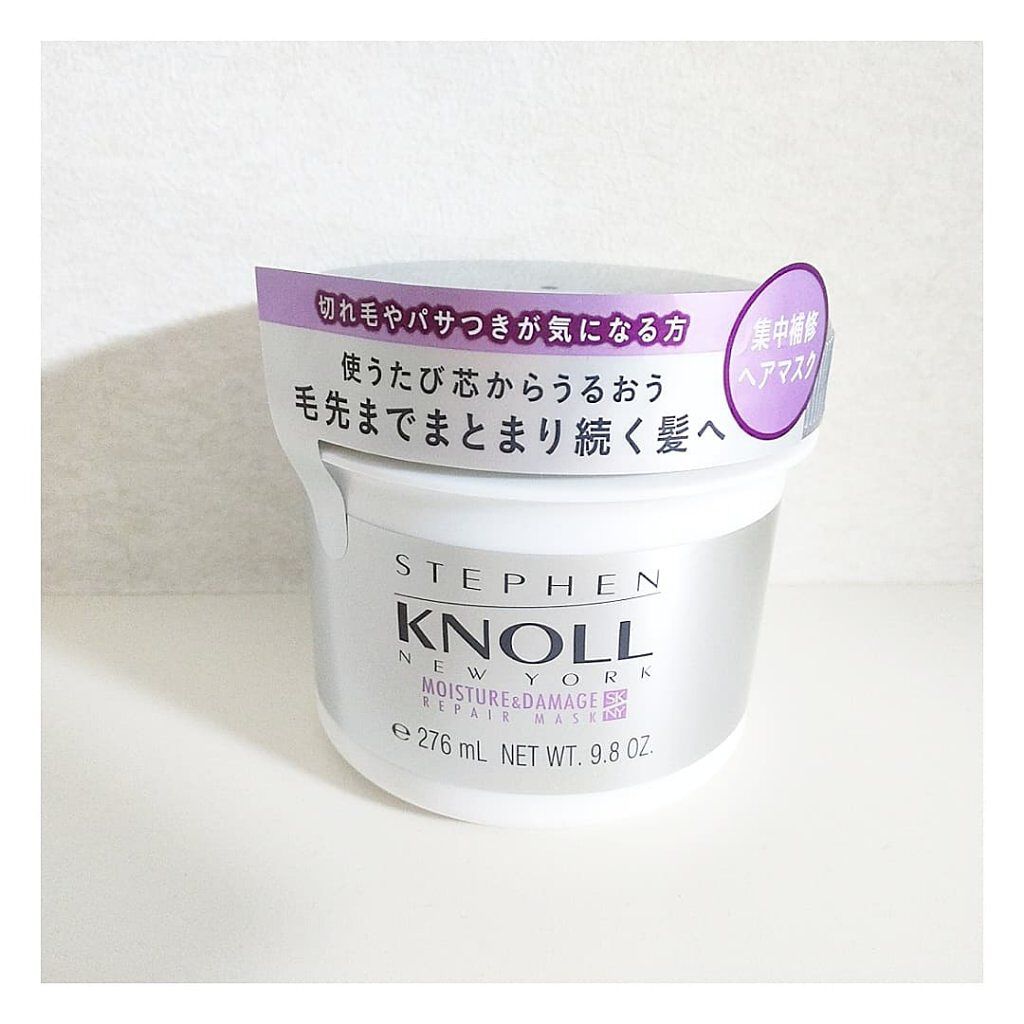 切れ毛やパサつきが気になる方
使うたび芯からうるおう
毛先までまとまり続く髪へ
集中補修
ヘアマスク
STEPHEN
KNOLL
NEW YORK
MOISTURE&DAMAGE
REPAIR MASK
SK
NY
℮ 276 mL NET WT. 9.8 OZ.